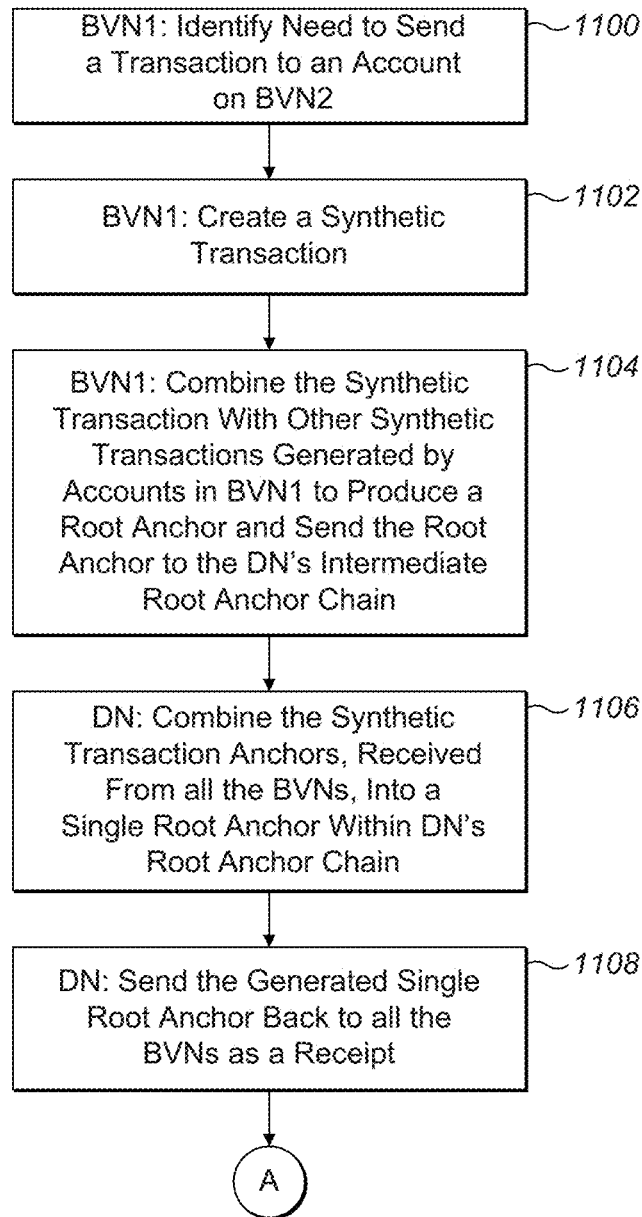 BVN1: Identify Need to Send
a Transaction to an Account
on BVN2
1100
BVN1: Create a Synthetic
Transaction
1102
BVN1: Combine the Synthetic
Transaction With Other Synthetic
Transactions Generated by
Accounts in BVN1 to Produce a
Root Anchor and Send the Root
Anchor to the DN's Intermediate
Root Anchor Chain
1104
DN: Combine the Synthetic
Transaction Anchors, Received
From all the BVNs, Into a
Single Root Anchor Within DN's
Root Anchor Chain
1106
DN: Send the Generated Single
Root Anchor Back to all the
BVNs as a Receipt
1108
A